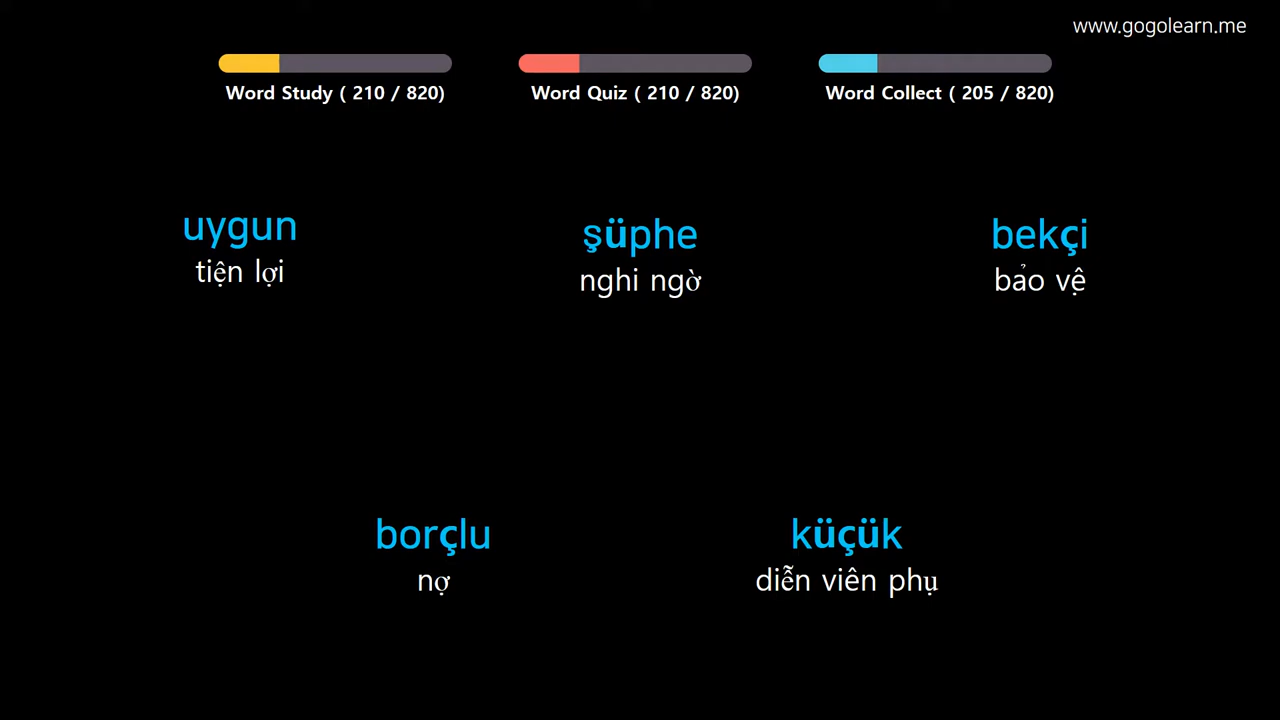 www.gogolearn.me
Word Study ( 210 / 820)
Word Quiz ( 210 / 820)
Word Collect ( 205 / 820)
uygun
tiện lợi
şüphe
nghi ngờ
bekçi
bảo vệ
borçlu
nợ
küçük
diễn viên phụ